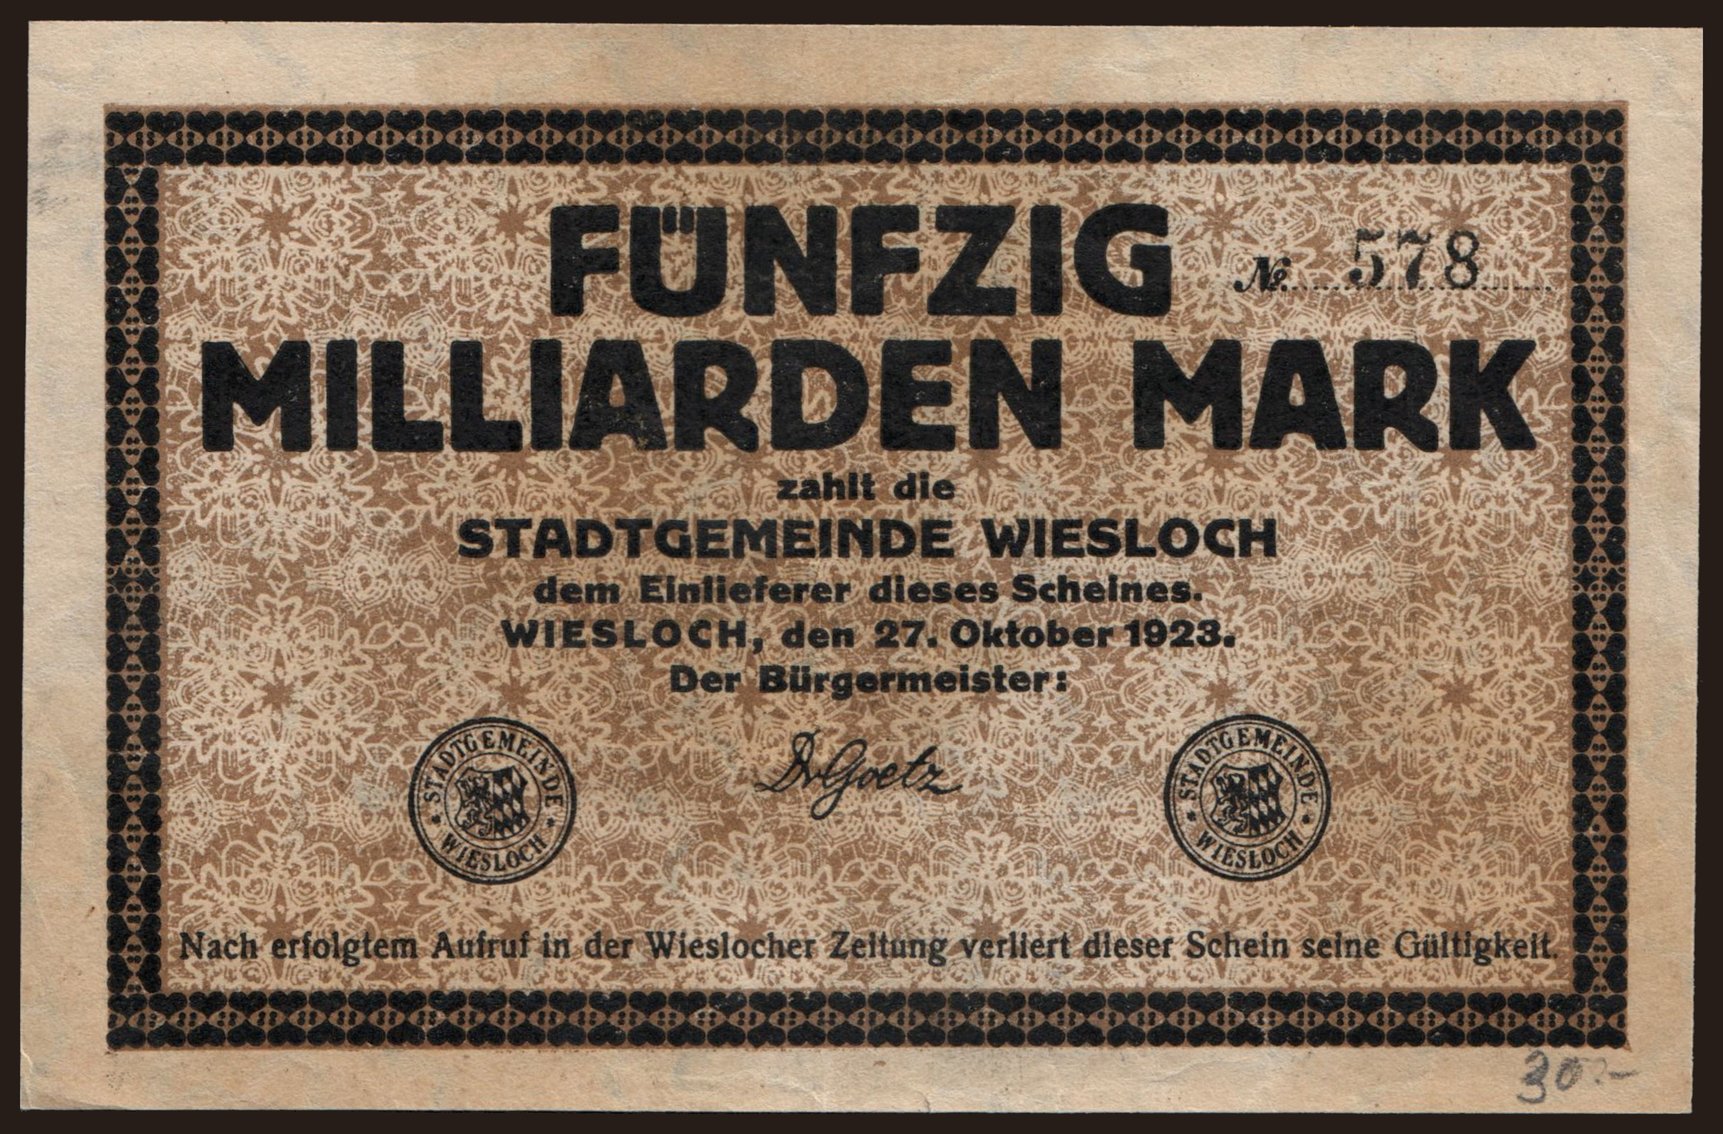 FÜNFZIG
№ 578
MILLIARDEN MARK
zahlt die
STADTGEMEINDE WIESLOCH
dem Einlieferer dieses Scheines.
WIESLOCH, den 27. Oktober 1923.
Der Bürgermeister:
STADTGEMEINDE WIESLOCH
Dr Goetz
STADTGEMEINDE WIESLOCH
Nach erfolgtem Aufruf in der Wieslocher Zeitung verliert dieser Schein seine Gültigkeit.
30.-